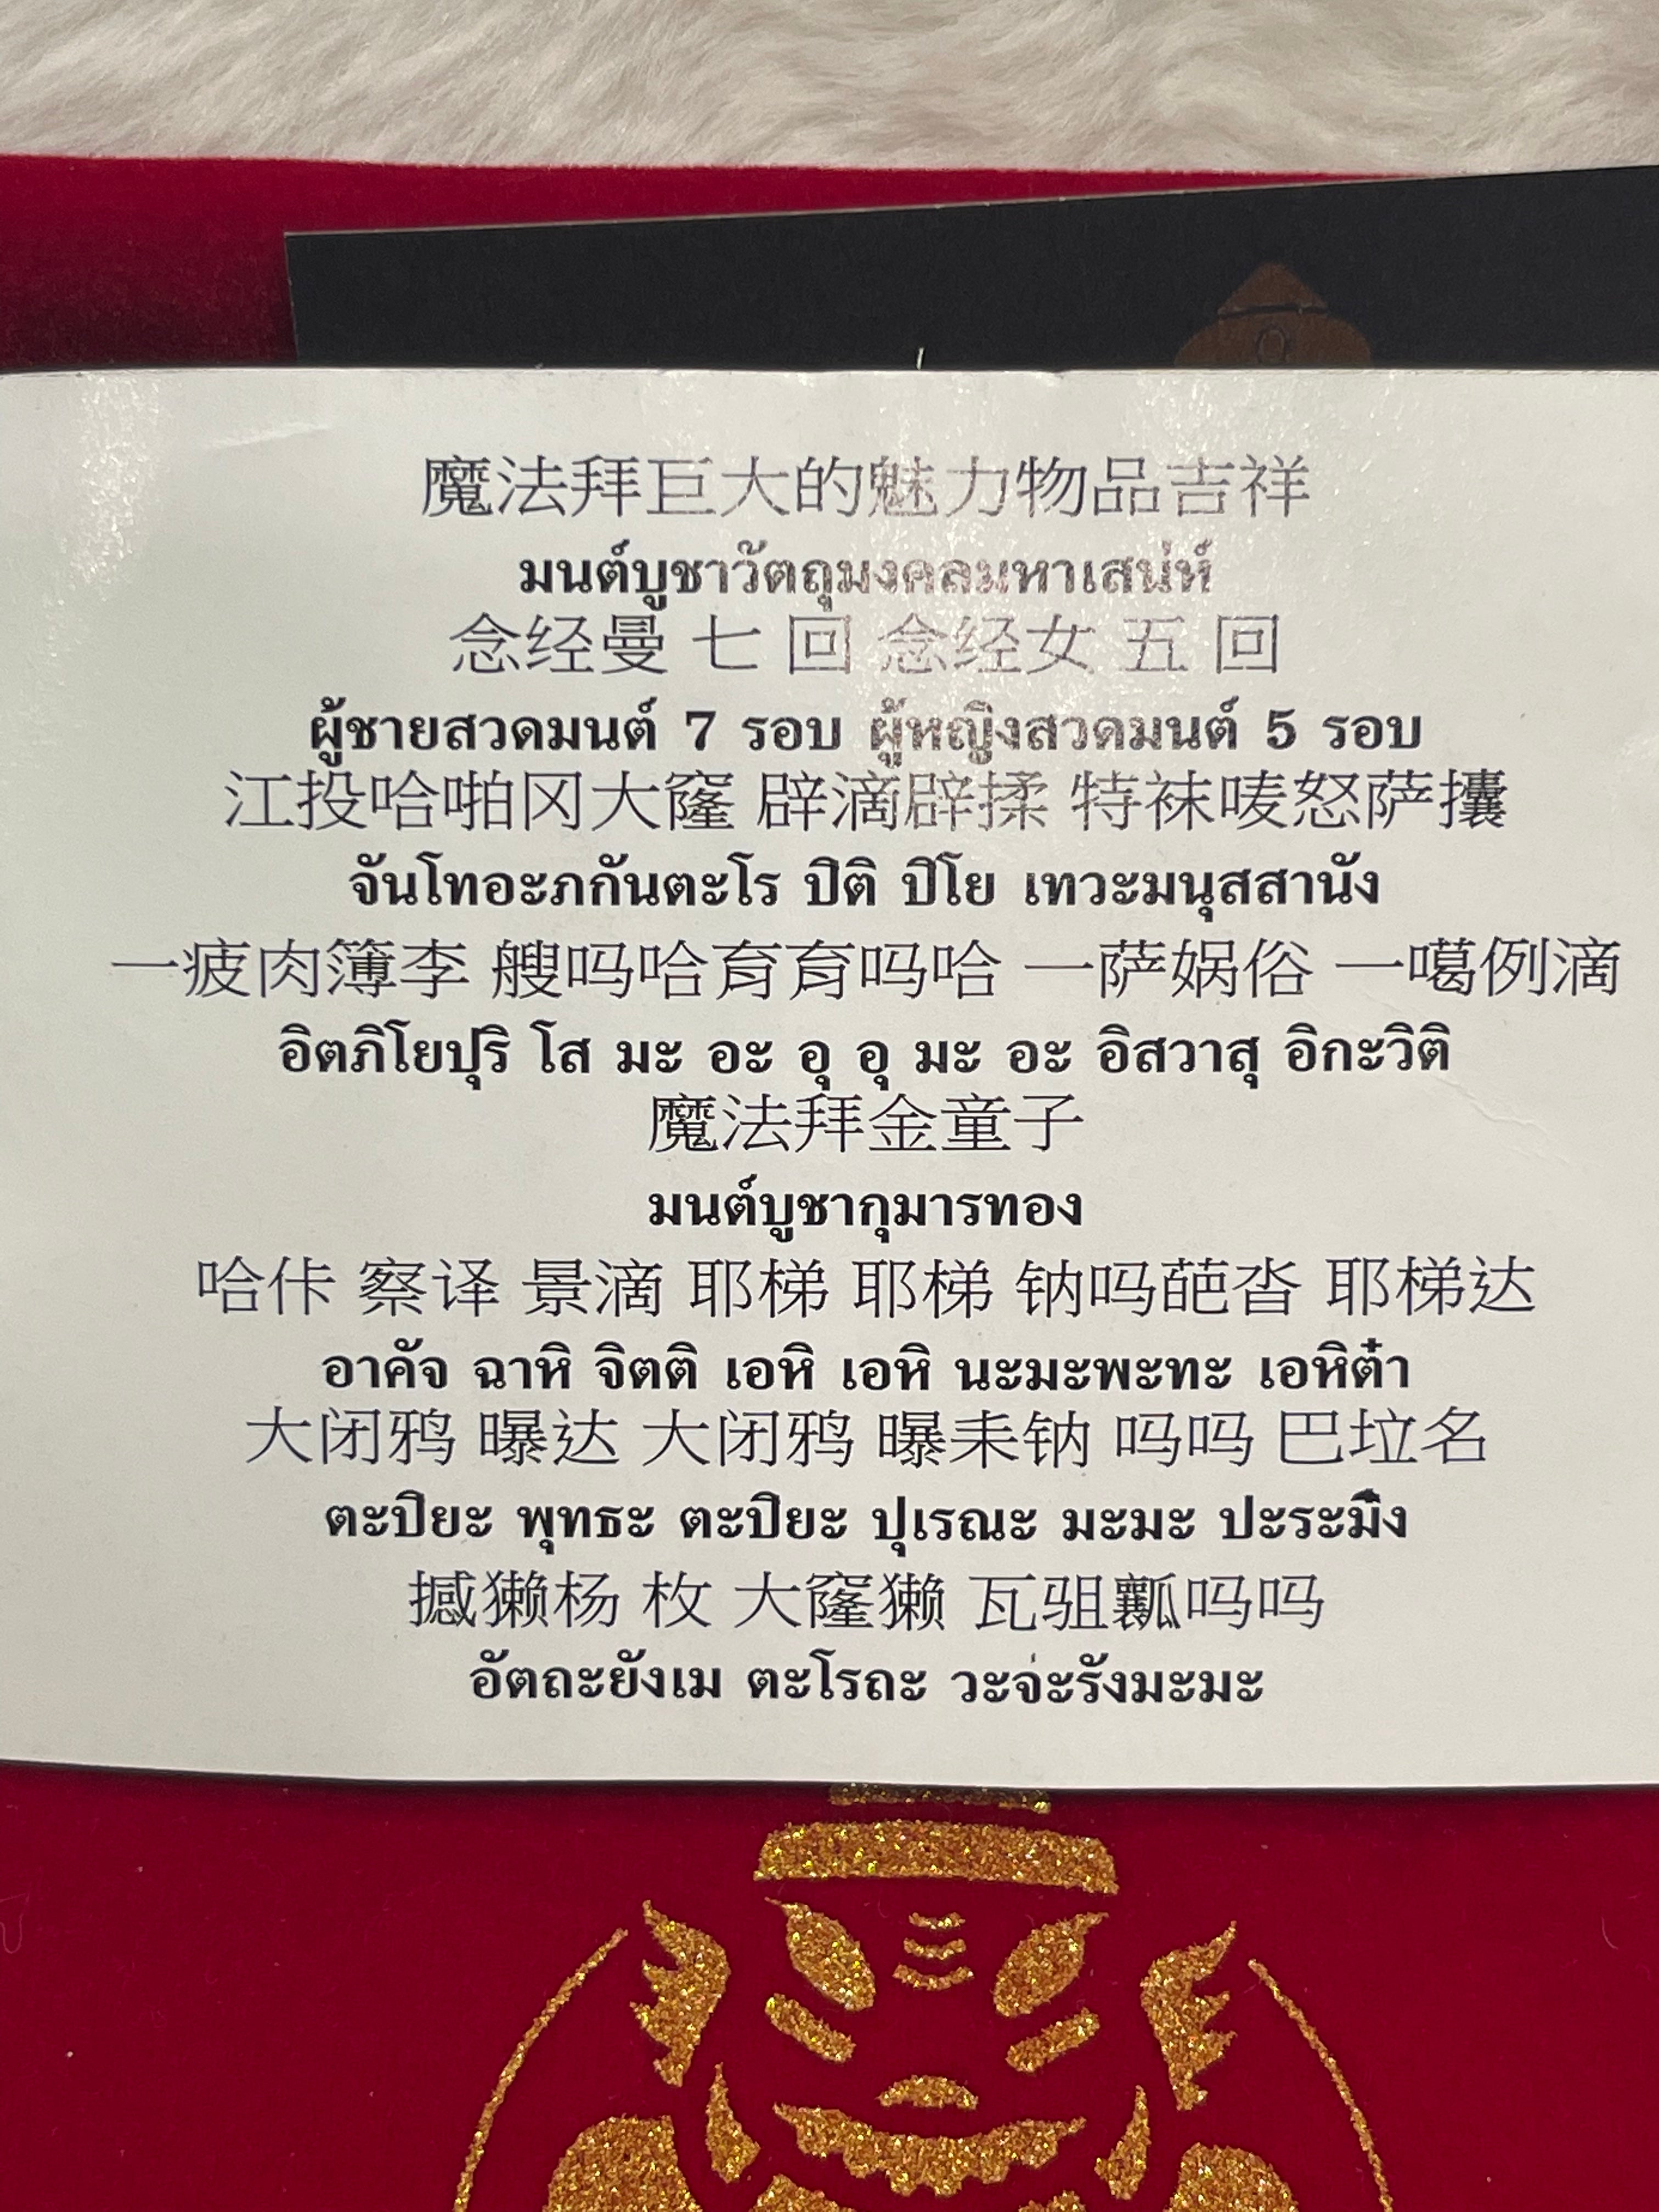 魔法拜巨大的魅力物品吉祥
มนต์บูชาวัตถุมงคลมหาเสน่ห์
念经曼 七 回 念经女 五 回
ผู้ชายสวดมนต์ 7 รอบ ผู้หญิงสวดมนต์ 5 รอบ
江投哈啪冈大窿 辟滴辟揉 特袜唛怒萨攮
จันโทอะภกันตะโร ปิติ ปิโย เทวะมนุสสานัง
一疲肉簿李 艘吗哈育育吗哈 一萨娲俗 一噶例滴
อิตภิโยปุริ โส มะ อะ อุ อุ มะ อะ อิสวาสุ อิกะวิติ
魔法拜金童子
มนต์บูชากุมารทอง
哈佧 察译 景滴 耶梯 耶梯 钠吗葩沓 耶梯达
อาคัจ ฉาหิ จิตติ เอหิ เอหิ นะมะพะทะ เอหิต๋า
大闭鸦 曝达 大闭鸦 曝耒钠 吗吗 巴垃名
ตะปิยะ พุทธะ ตะปิยะ ปุเรณะ มะมะ ปะระมิง
撼獭杨 枚 大窿獭 瓦驵瓤吗吗
อัตถะยังเม ตะโรถะ วะจ่ะรังมะมะ